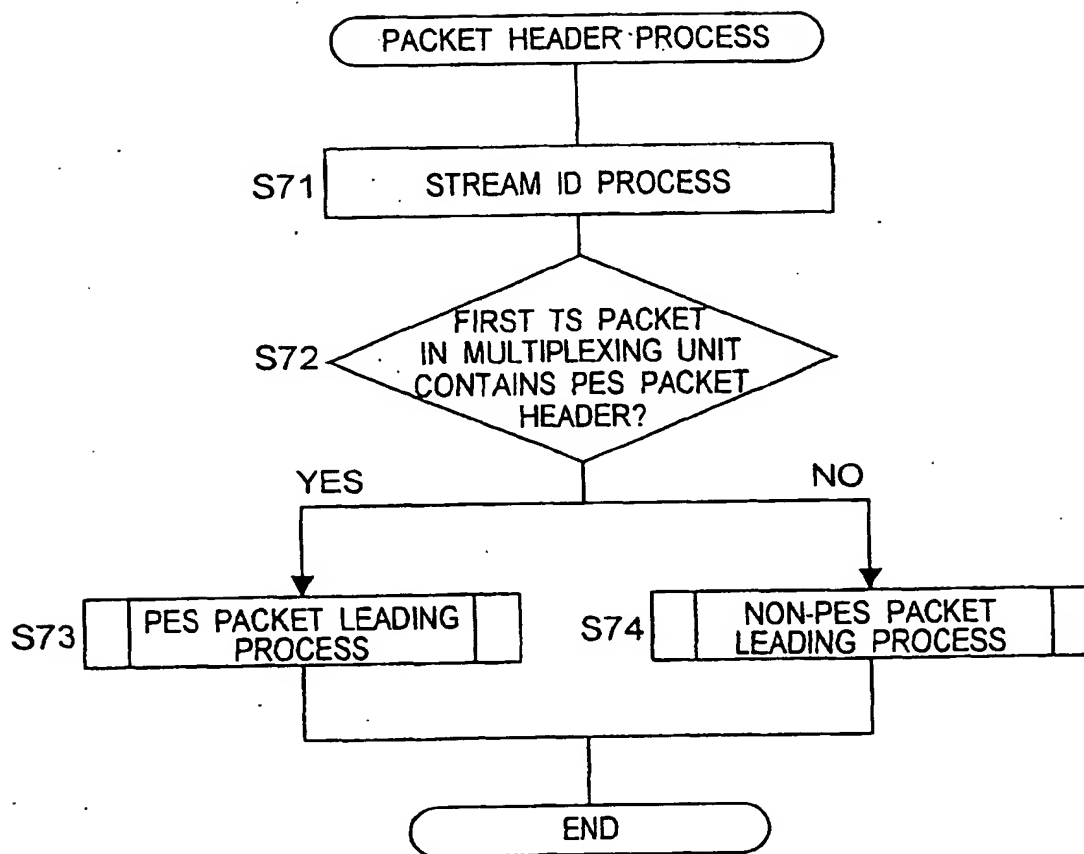 PACKET HEADER PROCESS
S71
STREAM ID PROCESS
S72
FIRST TS PACKET
IN MULTIPLEXING UNIT
CONTAINS PES PACKET
HEADER?
YES
NO
S73
PES PACKET LEADING
PROCESS
S74
NON-PES PACKET
LEADING PROCESS
END